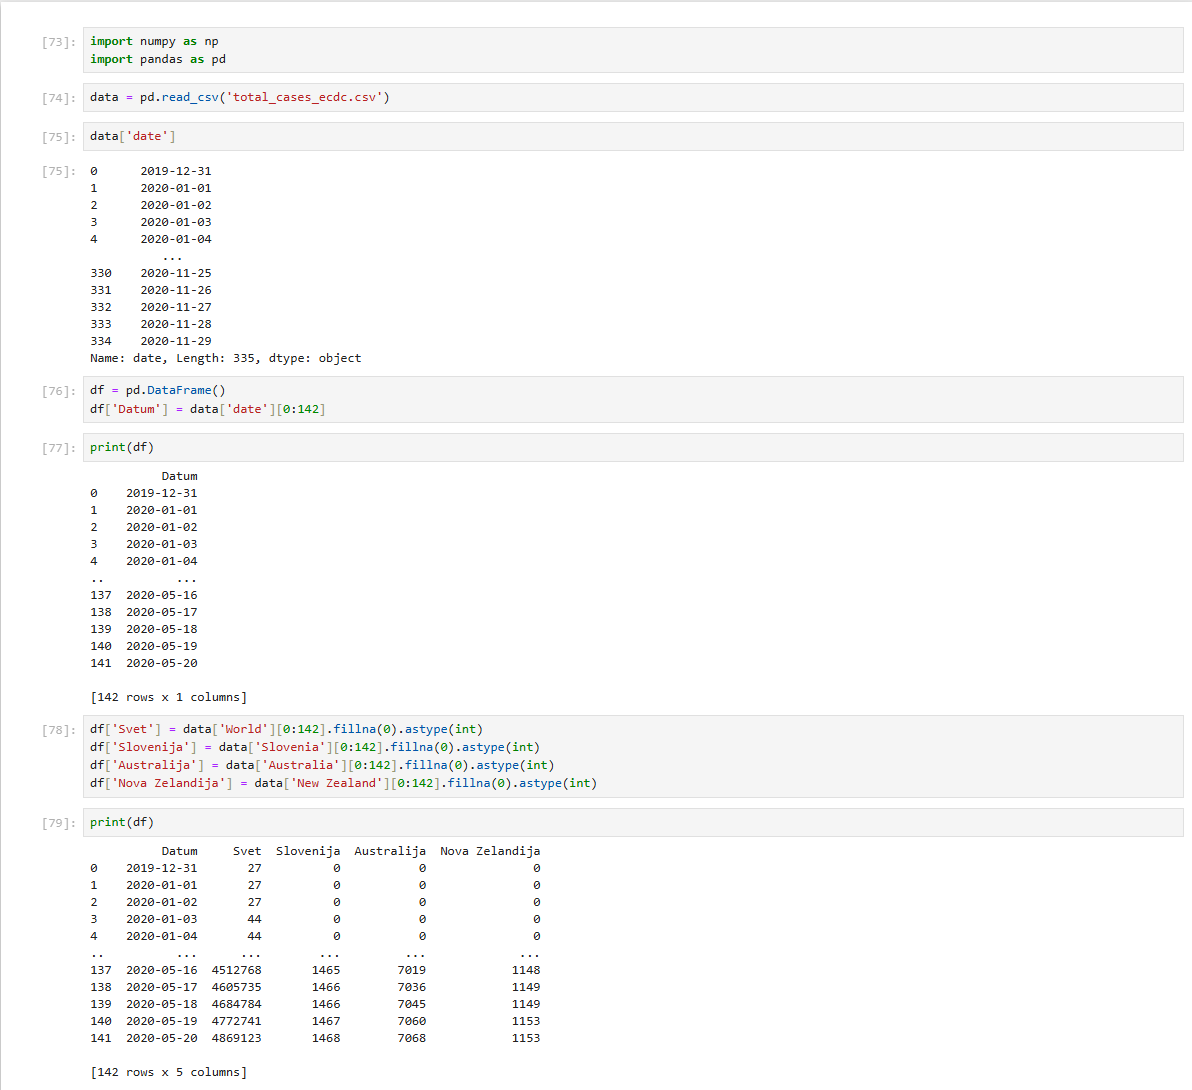 [73]: import numpy as np
import pandas as pd
[74]: data = pd.read_csv('total_cases_ecdc.csv')
[75]: data['date']
[75]: 0      2019-12-31
1      2020-01-01
2      2020-01-02
3      2020-01-03
4      2020-01-04
...
330    2020-11-25
331    2020-11-26
332    2020-11-27
333    2020-11-28
334    2020-11-29
Name: date, Length: 335, dtype: object
[76]: df = pd.DataFrame()
df['Datum'] = data['date'][0:142]
[77]: print(df)
Datum
0    2019-12-31
1    2020-01-01
2    2020-01-02
3    2020-01-03
4    2020-01-04
..          ...
137  2020-05-16
138  2020-05-17
139  2020-05-18
140  2020-05-19
141  2020-05-20
[142 rows x 1 columns]
[78]: df['Svet'] = data['World'][0:142].fillna(0).astype(int)
df['Slovenija'] = data['Slovenia'][0:142].fillna(0).astype(int)
df['Australija'] = data['Australia'][0:142].fillna(0).astype(int)
df['Nova Zelandija'] = data['New Zealand'][0:142].fillna(0).astype(int)
[79]: print(df)
Datum     Svet  Slovenija  Australija  Nova Zelandija
0    2019-12-31       27          0           0               0
1    2020-01-01       27          0           0               0
2    2020-01-02       27          0           0               0
3    2020-01-03       44          0           0               0
4    2020-01-04       44          0           0               0
..          ...      ...        ...         ...             ...
137  2020-05-16  4512768       1465        7019            1148
138  2020-05-17  4605735       1466        7036            1149
139  2020-05-18  4684784       1466        7045            1149
140  2020-05-19  4772741       1467        7060            1153
141  2020-05-20  4869123       1468        7068            1153
[142 rows x 5 columns]